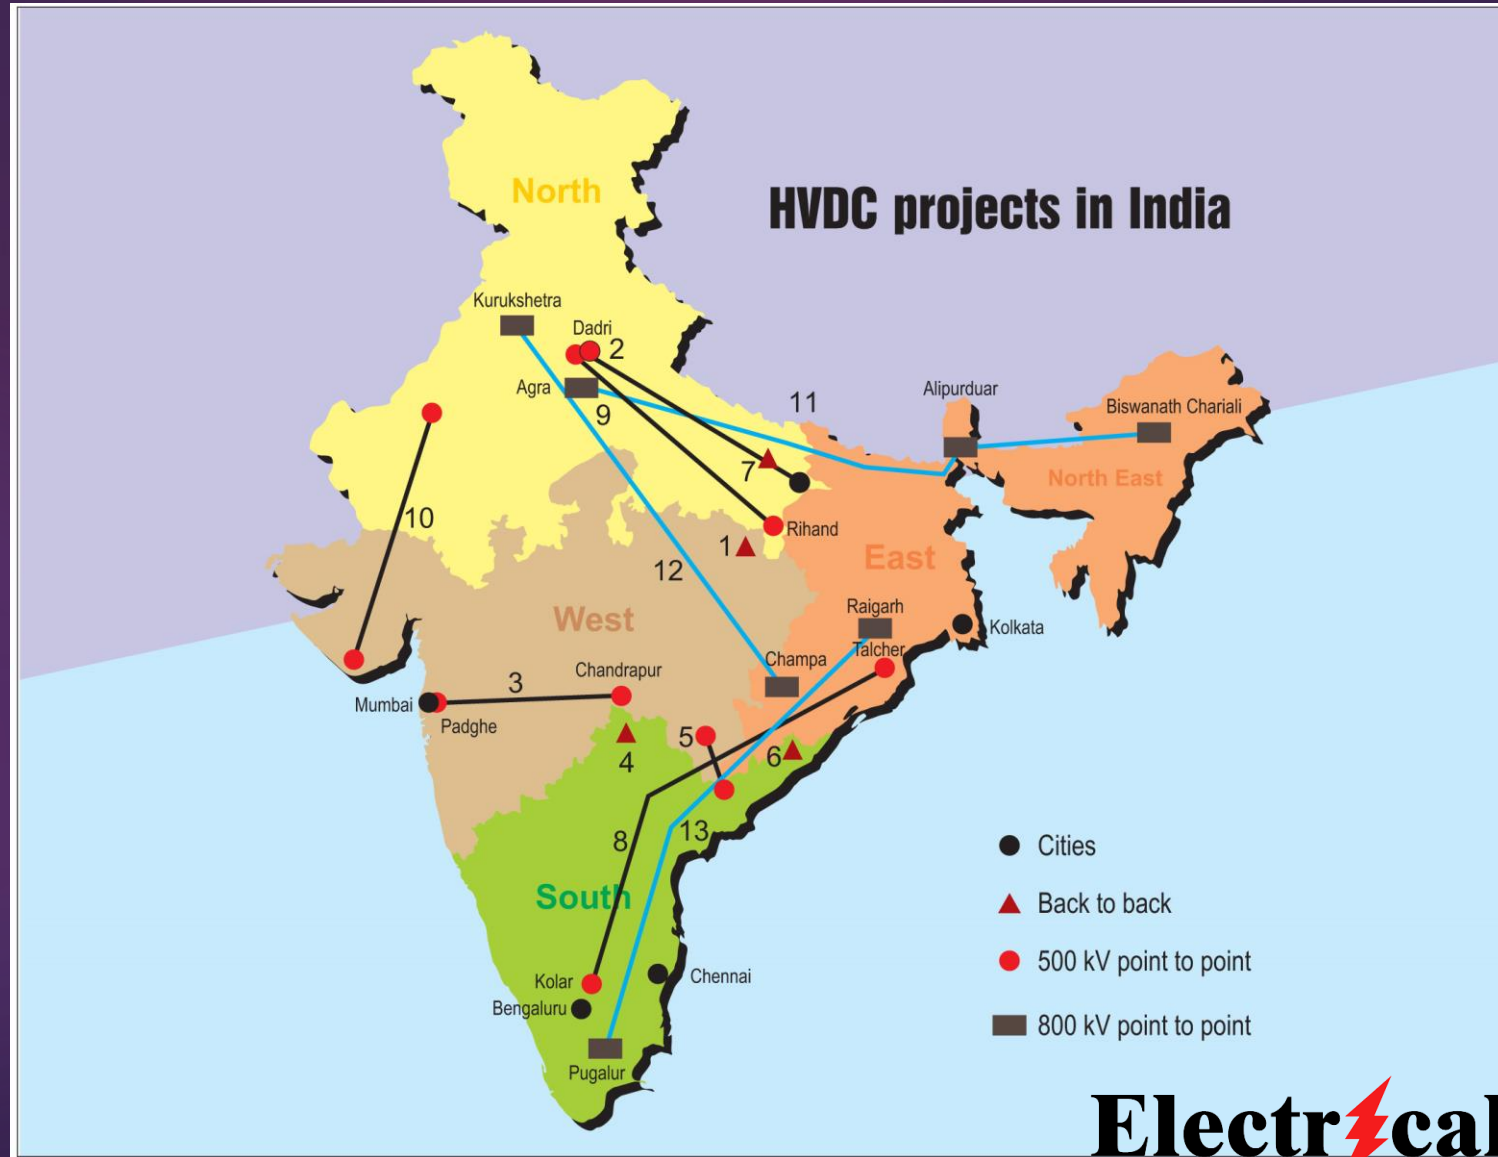 North
HVDC projects in India
Kurukshetra
Dadri
2
Agra
9
11
Alipurduar
Biswanath Chariali
7
North East
10
Rihand
1
East
12
Raigarh
West
Kolkata
Talcher
Champa
Chandrapur
3
Mumbai
Padghe
5
4
6
13
8
Cities
Back to back
South
500 kV point to point
Chennai
Kolar
Bengaluru
800 kV point to point
Pugalur
Electrical